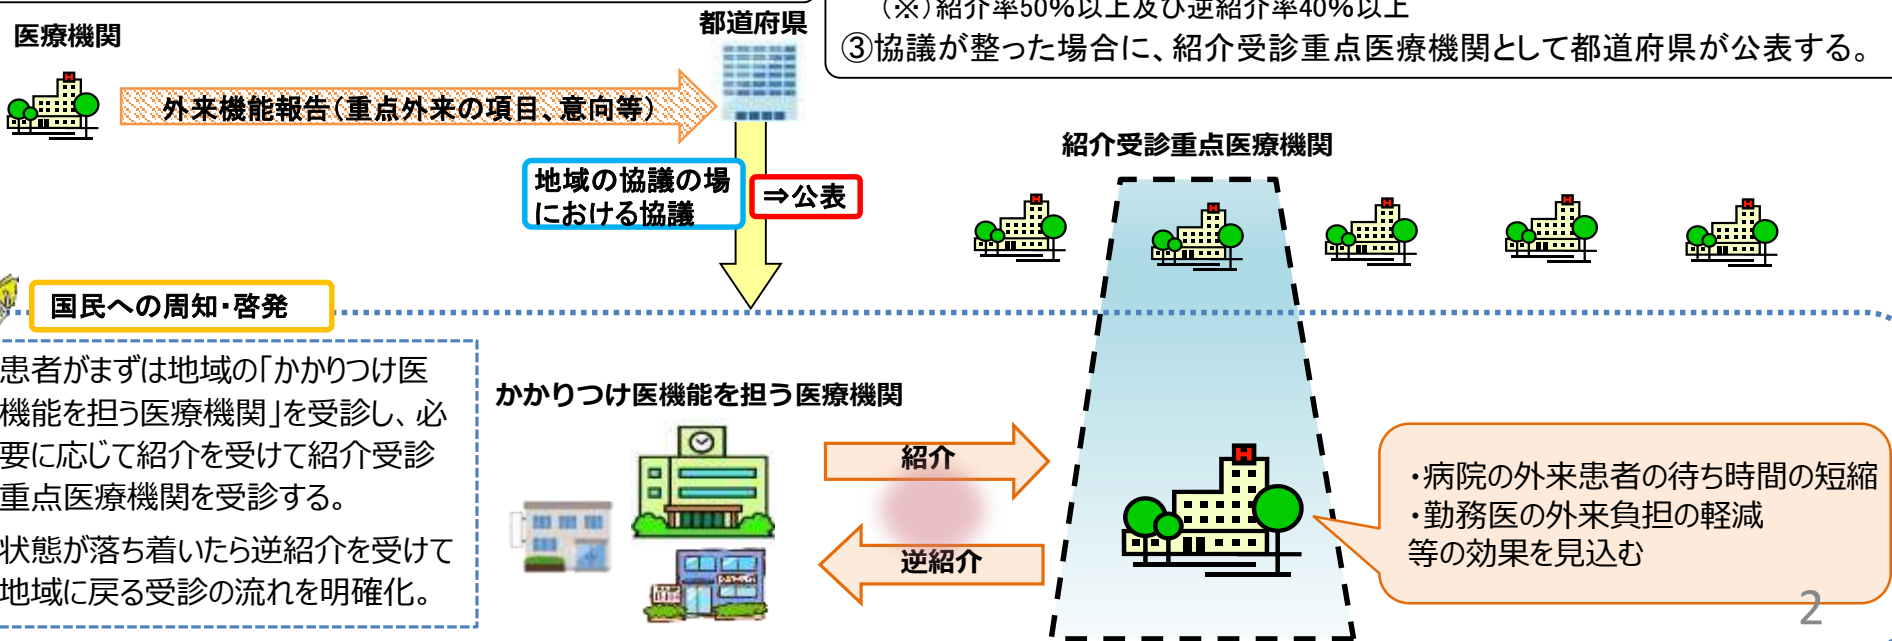 (※)紹介率50%以上及び逆紹介率40%以上
③協議が整った場合に、紹介受診重点医療機関として都道府県が公表する。
医療機関
都道府県
外来機能報告(重点外来の項目、意向等)
地域の協議の場
における協議
⇒公表
紹介受診重点医療機関
国民への周知・啓発
患者がまずは地域の「かかりつけ医
機能を担う医療機関」を受診し、必
要に応じて紹介を受けて紹介受診
重点医療機関を受診する。
状態が落ち着いたら逆紹介を受けて
地域に戻る受診の流れを明確化。
かかりつけ医機能を担う医療機関
紹介
逆紹介
・病院の外来患者の待ち時間の短縮
・勤務医の外来負担の軽減
等の効果を見込む
2